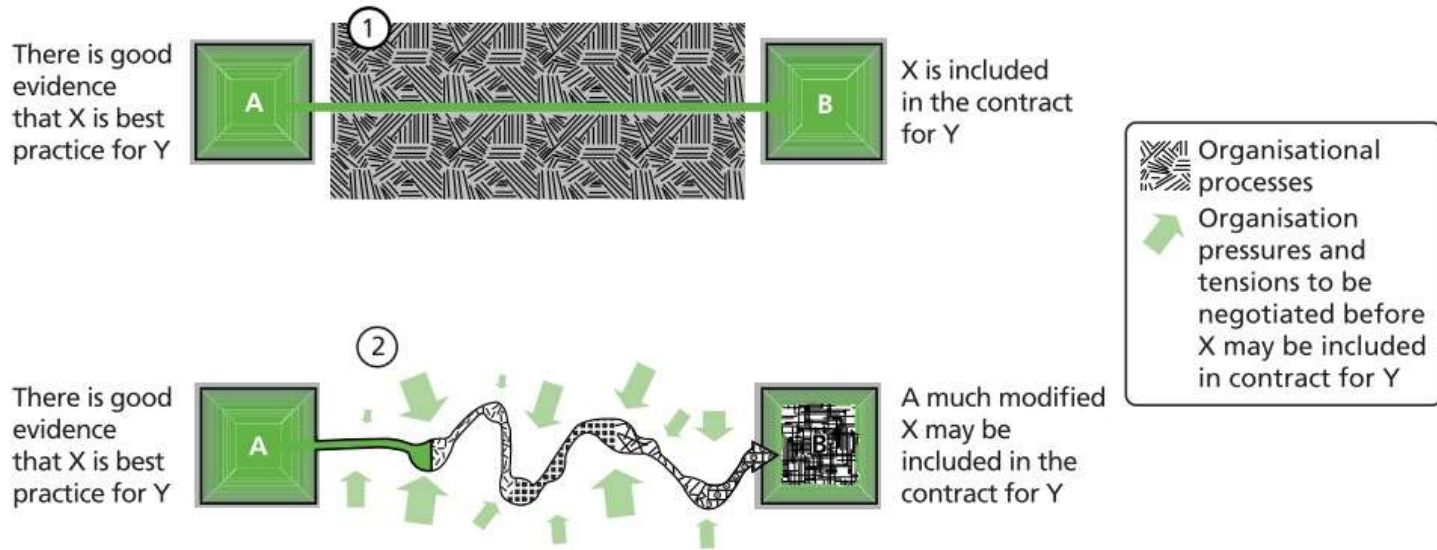 1
There is good
evidence
that X is best
practice for Y
A
B
X is included
in the contract
for Y
Organisational
processes
Organisation
pressures and
tensions to be
negotiated before
X may be included
in contract for Y
2
There is good
evidence
that X is best
practice for Y
A
B
A much modified
X may be
included in the
contract for Y